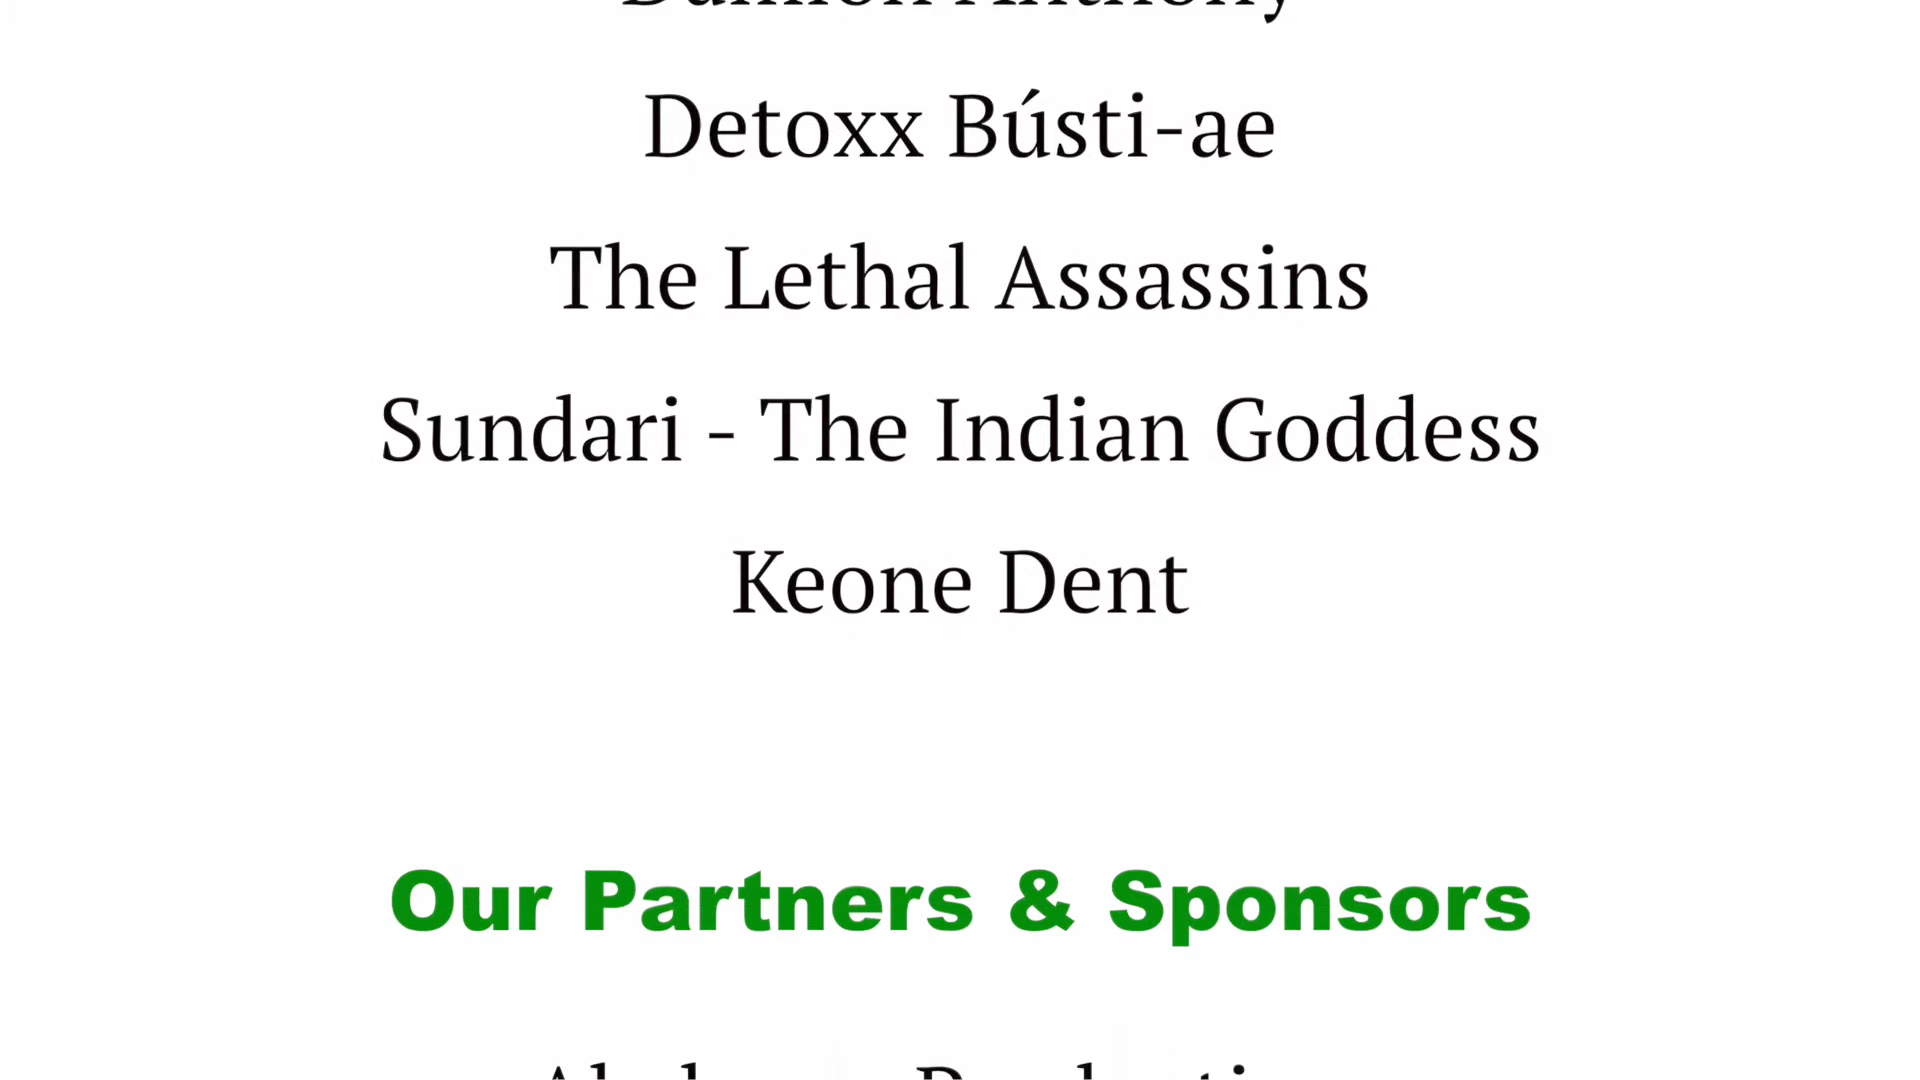 Detoxx Bústi-ae
The Lethal Assassins
Sundari - The Indian Goddess
Keone Dent
Our Partners & Sponsors